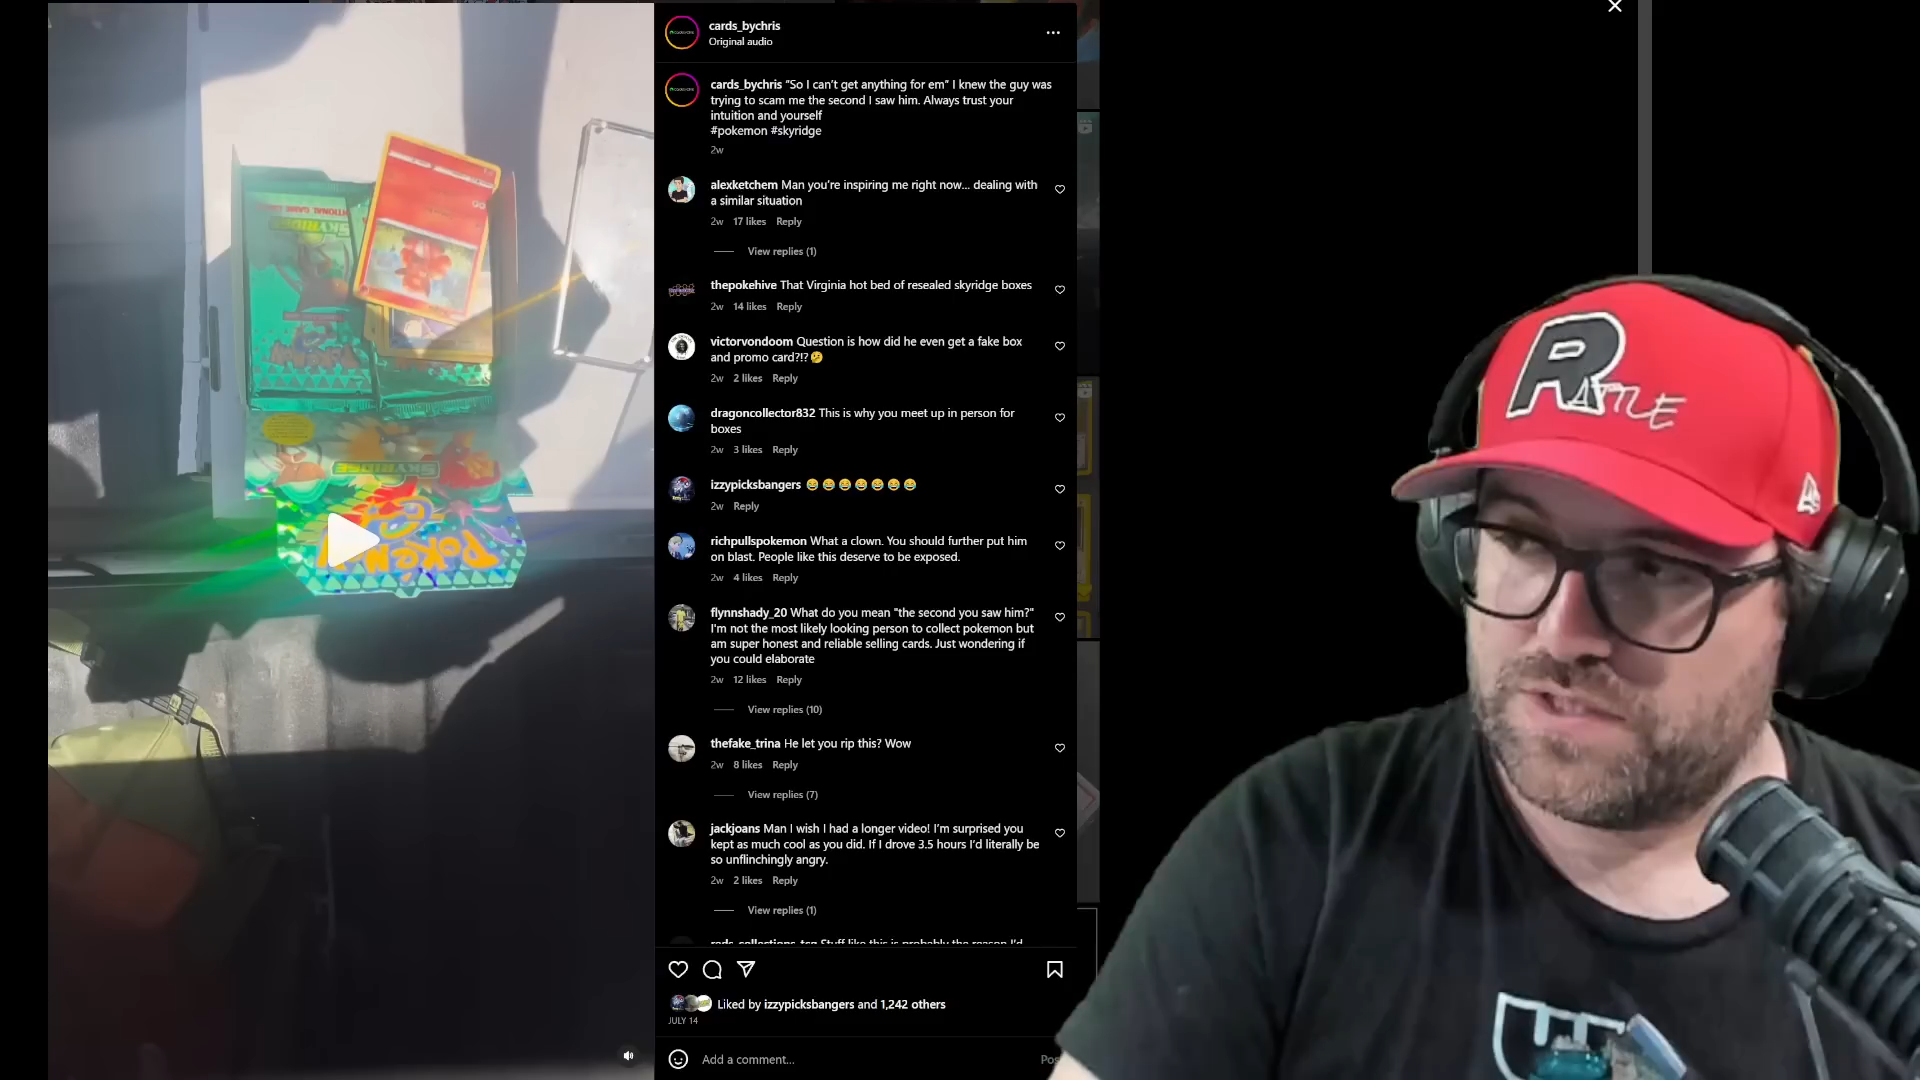 cards_bychris
Original audio
cards_bychris "So I can't get anything for em" I knew the guy was
trying to scam me the second I saw him. Always trust your
intuition and yourself
#pokemon #skyridge
2w
alexketchem Man you're inspiring me right now... dealing with
a similar situation
2w 17 likes Reply
View replies (1)
thepokehive That Virginia hot bed of resealed skyridge boxes
2w 14 likes Reply
victorvondoom Question is how did he even get a fake box
and promo card?!?🤔
2w 2 likes Reply
dragoncollector832 This is why you meet up in person for
boxes
2w 3 likes Reply
izzypicksbangers 😂😂😂😂😂😂😂
2w Reply
richpullspokemon What a clown. You should further put him
on blast. People like this deserve to be exposed.
2w 4 likes Reply
flynnshady_20 What do you mean "the second you saw him?"
I'm not the most likely looking person to collect pokemon but
am super honest and reliable selling cards. Just wondering if
you could elaborate
2w 12 likes Reply
View replies (10)
thefake_trina He let you rip this? Wow
2w 8 likes Reply
View replies (7)
jackjoans Man I wish I had a longer video! I'm surprised you
kept as much cool as you did. If I drove 3.5 hours I'd literally be
so unflinchingly angry.
2w 2 likes Reply
View replies (1)
Liked by izzypicksbangers and 1,242 others
JULY 14
Add a comment...
SKYRIDGE
SKYRIDGE
POKéMON
RATTLE